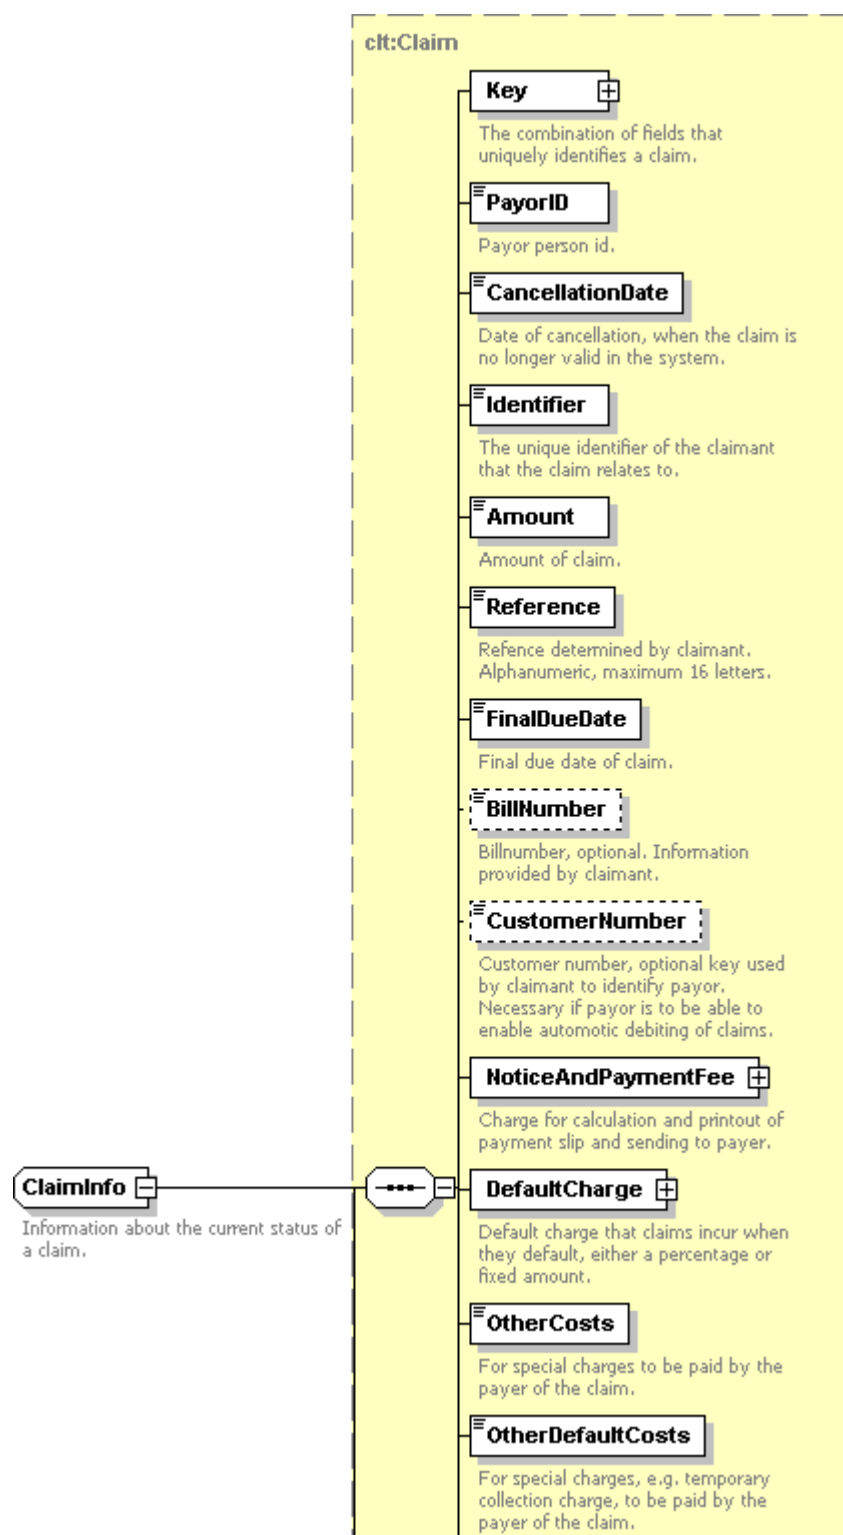 clt:Claim
Key
The combination of fields that
uniquely identifies a claim.
PayorID
Payor person id.
CancellationDate
Date of cancellation, when the claim is
no longer valid in the system.
Identifier
The unique identifier of the claimant
that the claim relates to.
Amount
Amount of claim.
Reference
Refence determined by claimant.
Alphanumeric, maximum 16 letters.
FinalDueDate
Final due date of claim.
BillNumber
Billnumber, optional. Information
provided by claimant.
CustomerNumber
Customer number, optional key used
by claimant to identify payor.
Necessary if payor is to be able to
enable automotic debiting of claims.
NoticeAndPaymentFee
Charge for calculation and printout of
payment slip and sending to payer.
ClaimInfo
Information about the current status of
a claim.
DefaultCharge
Default charge that claims incur when
they default, either a percentage or
fixed amount.
OtherCosts
For special charges to be paid by the
payer of the claim.
OtherDefaultCosts
For special charges, e.g. temporary
collection charge, to be paid by the
payer of the claim.